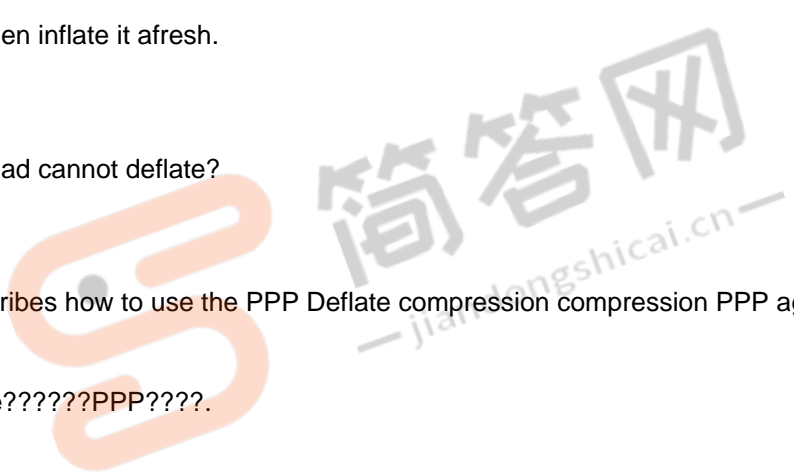 en inflate it afresh.
ad cannot deflate?
简答网
jiandongshicai.cn
ribes how to use the PPP Deflate compression compression PPP ag
e??????PPP????.